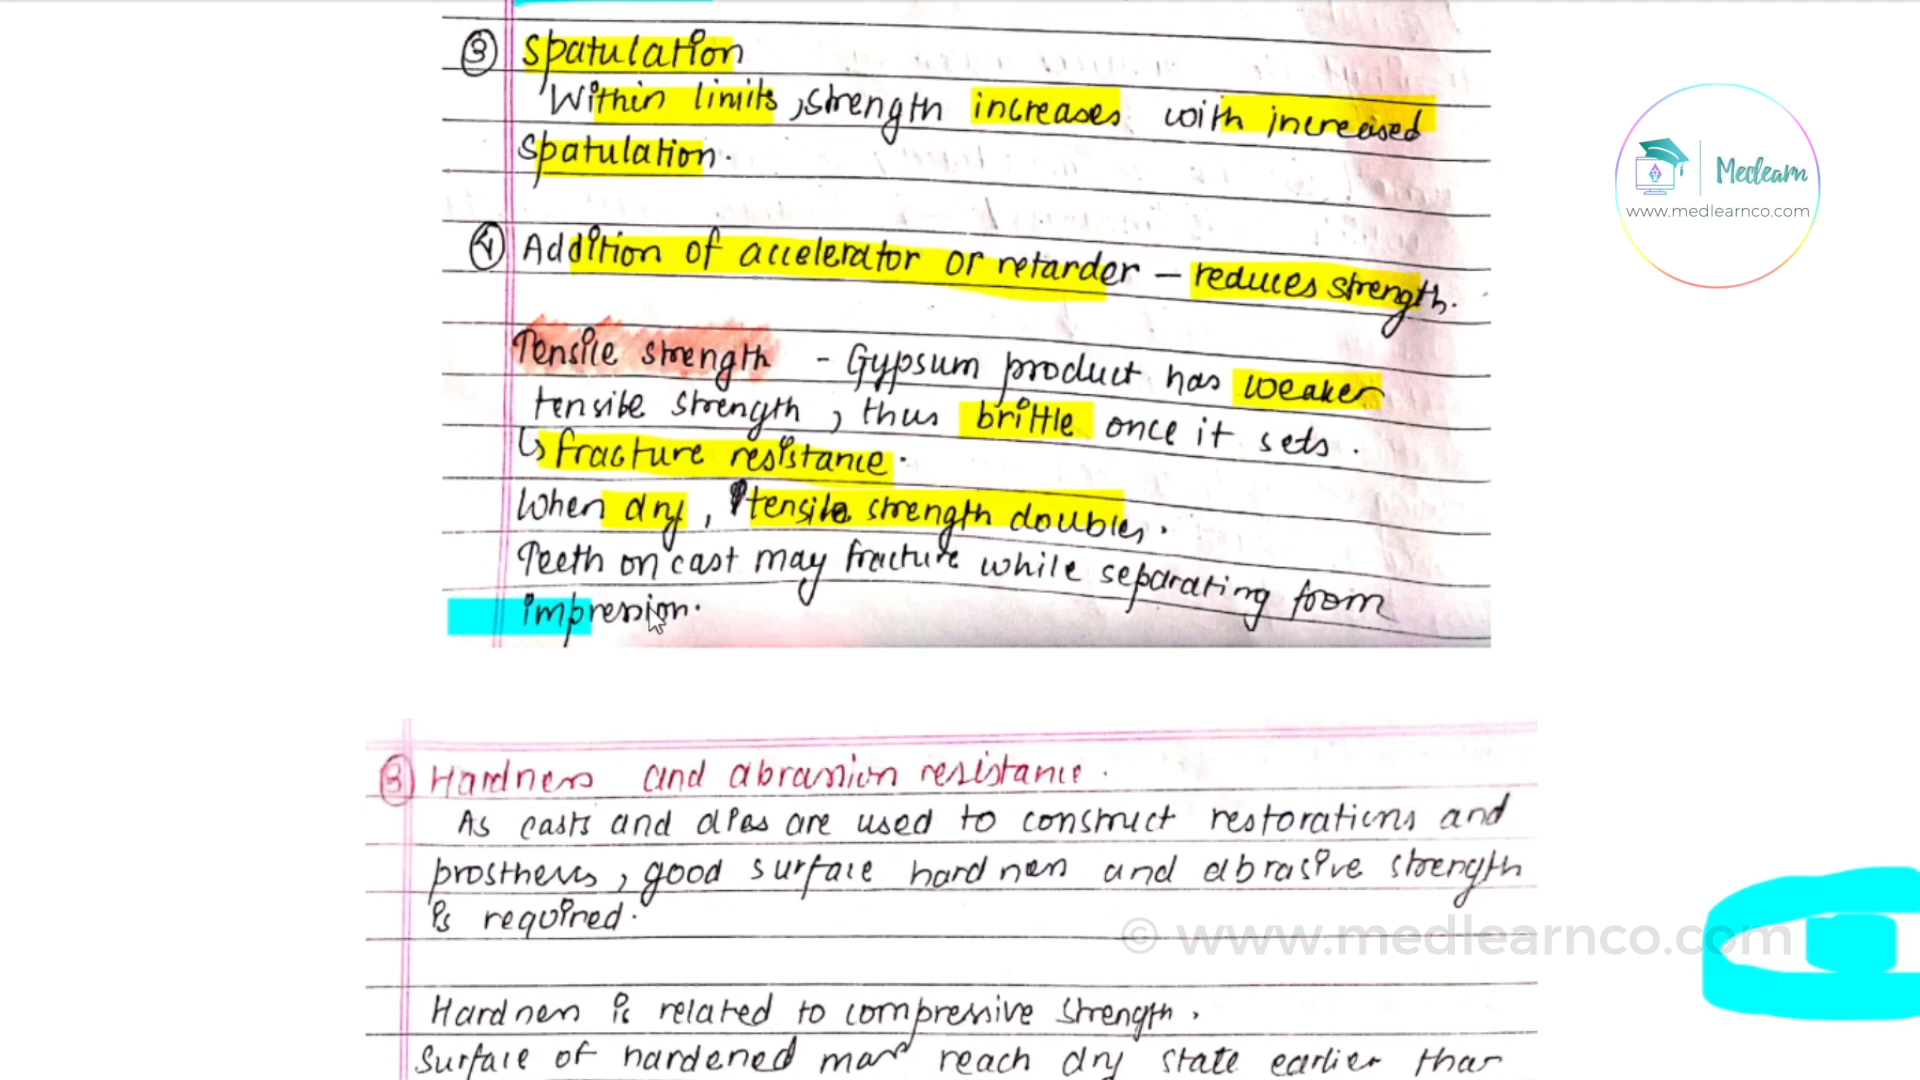 ③ Spatulation
Within limits, strength increases with increased
Spatulation.
④ Addition of accelerator or retarder – reduces strength.
Tensile strength - Gypsum product has weaker
tensile strength, thus brittle once it sets.
↳ fracture resistance.
When dry, tensile strength doubles.
Teeth on cast may fracture while separating from
impression.
③ Hardness and abrasion resistance.
As casts and dies are used to construct restorations and
prostheses, good surface hardness and abrasive strength
is required.
Hardness is related to compressive strength.
Surface of hardened mass reach dry state earlier than
Medlearn
www.medlearnco.com
© www.medlearnco.com